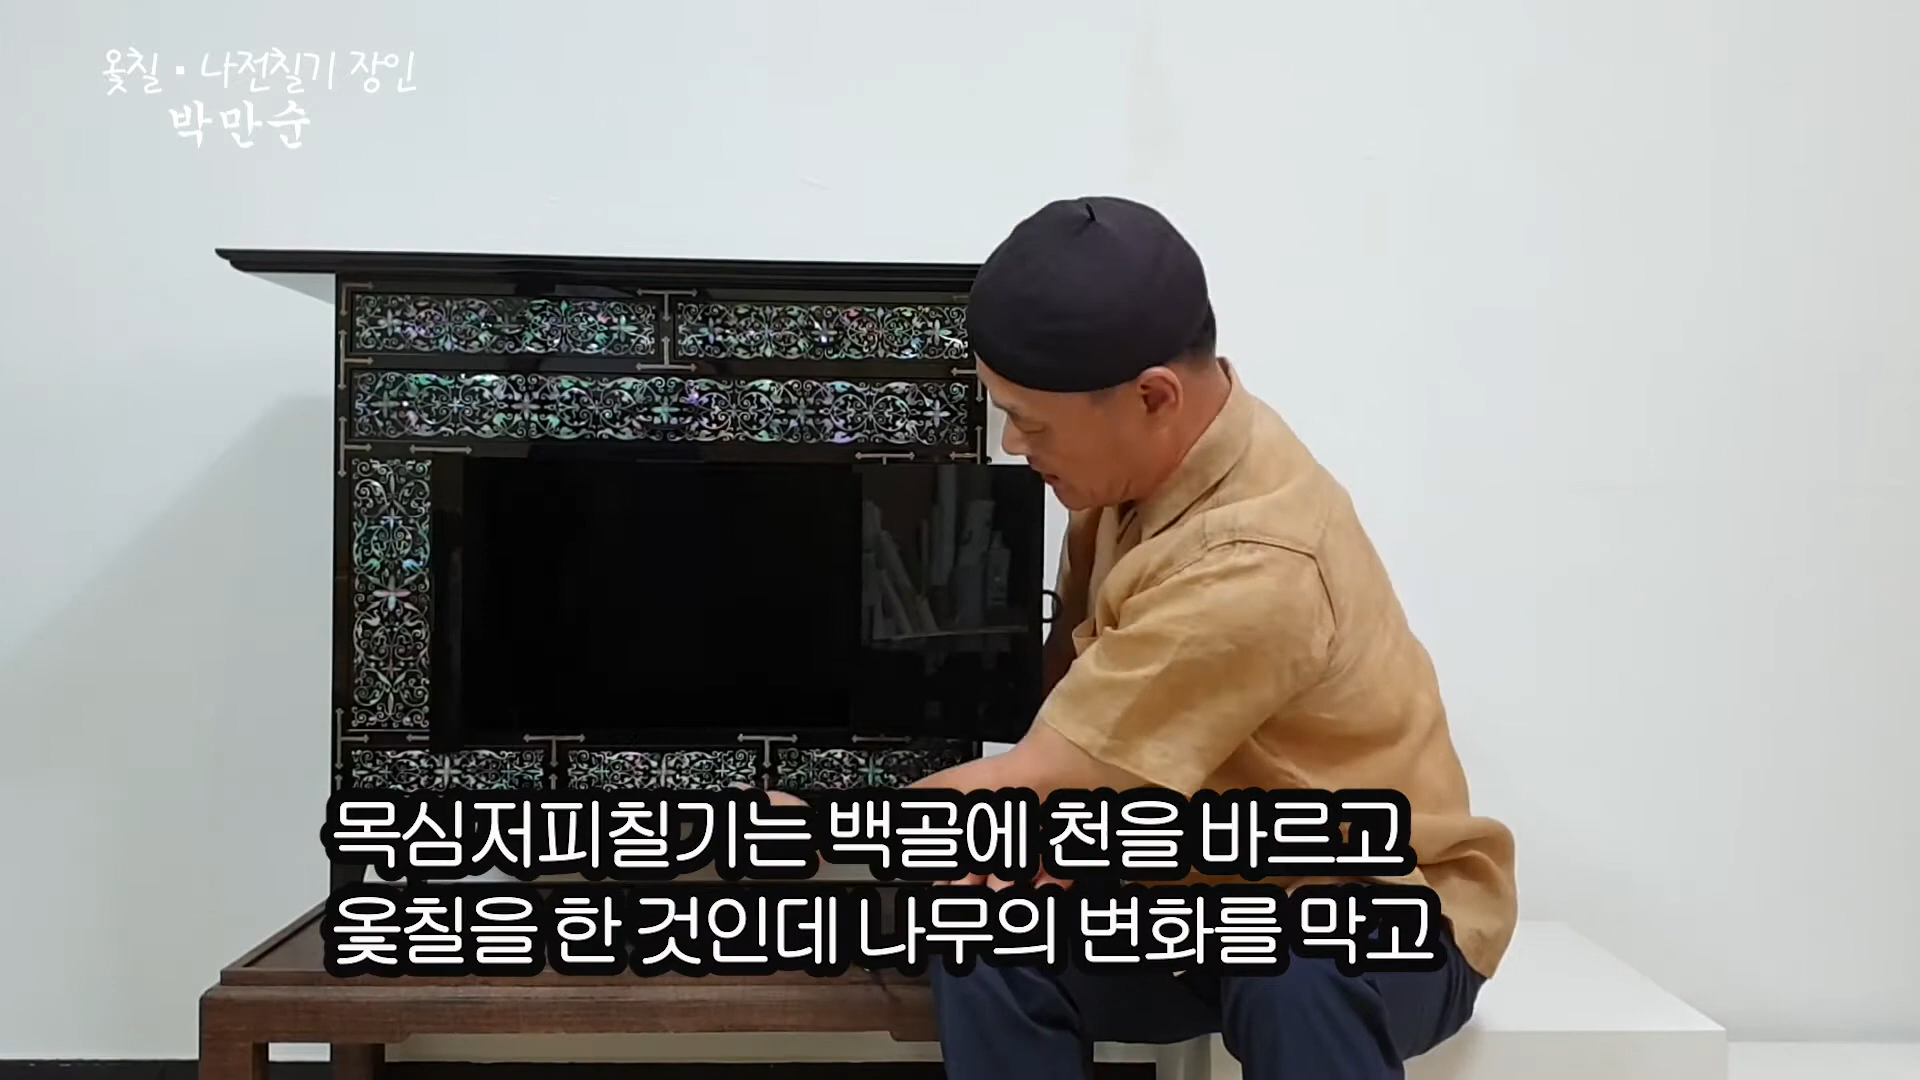 옻칠·나전칠기 장인
박만순
목심저피칠기는 백골에 천을 바르고
옻칠을 한 것인데 나무의 변화를 막고